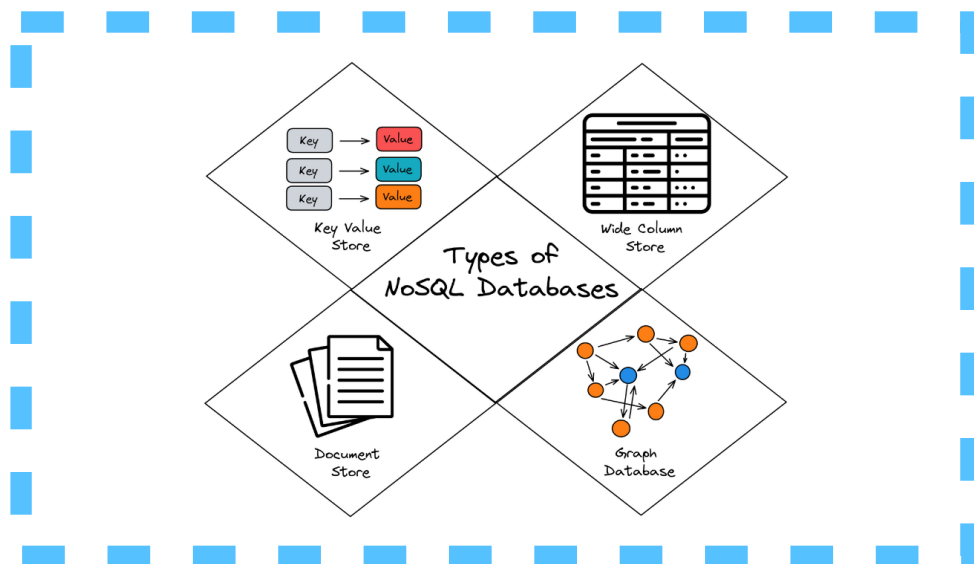 Key
Value
Key
Value
Key
Value
Key Value
Store
Wide Column
Store
Types of
NoSQL Databases
Document
Store
Graph
Database